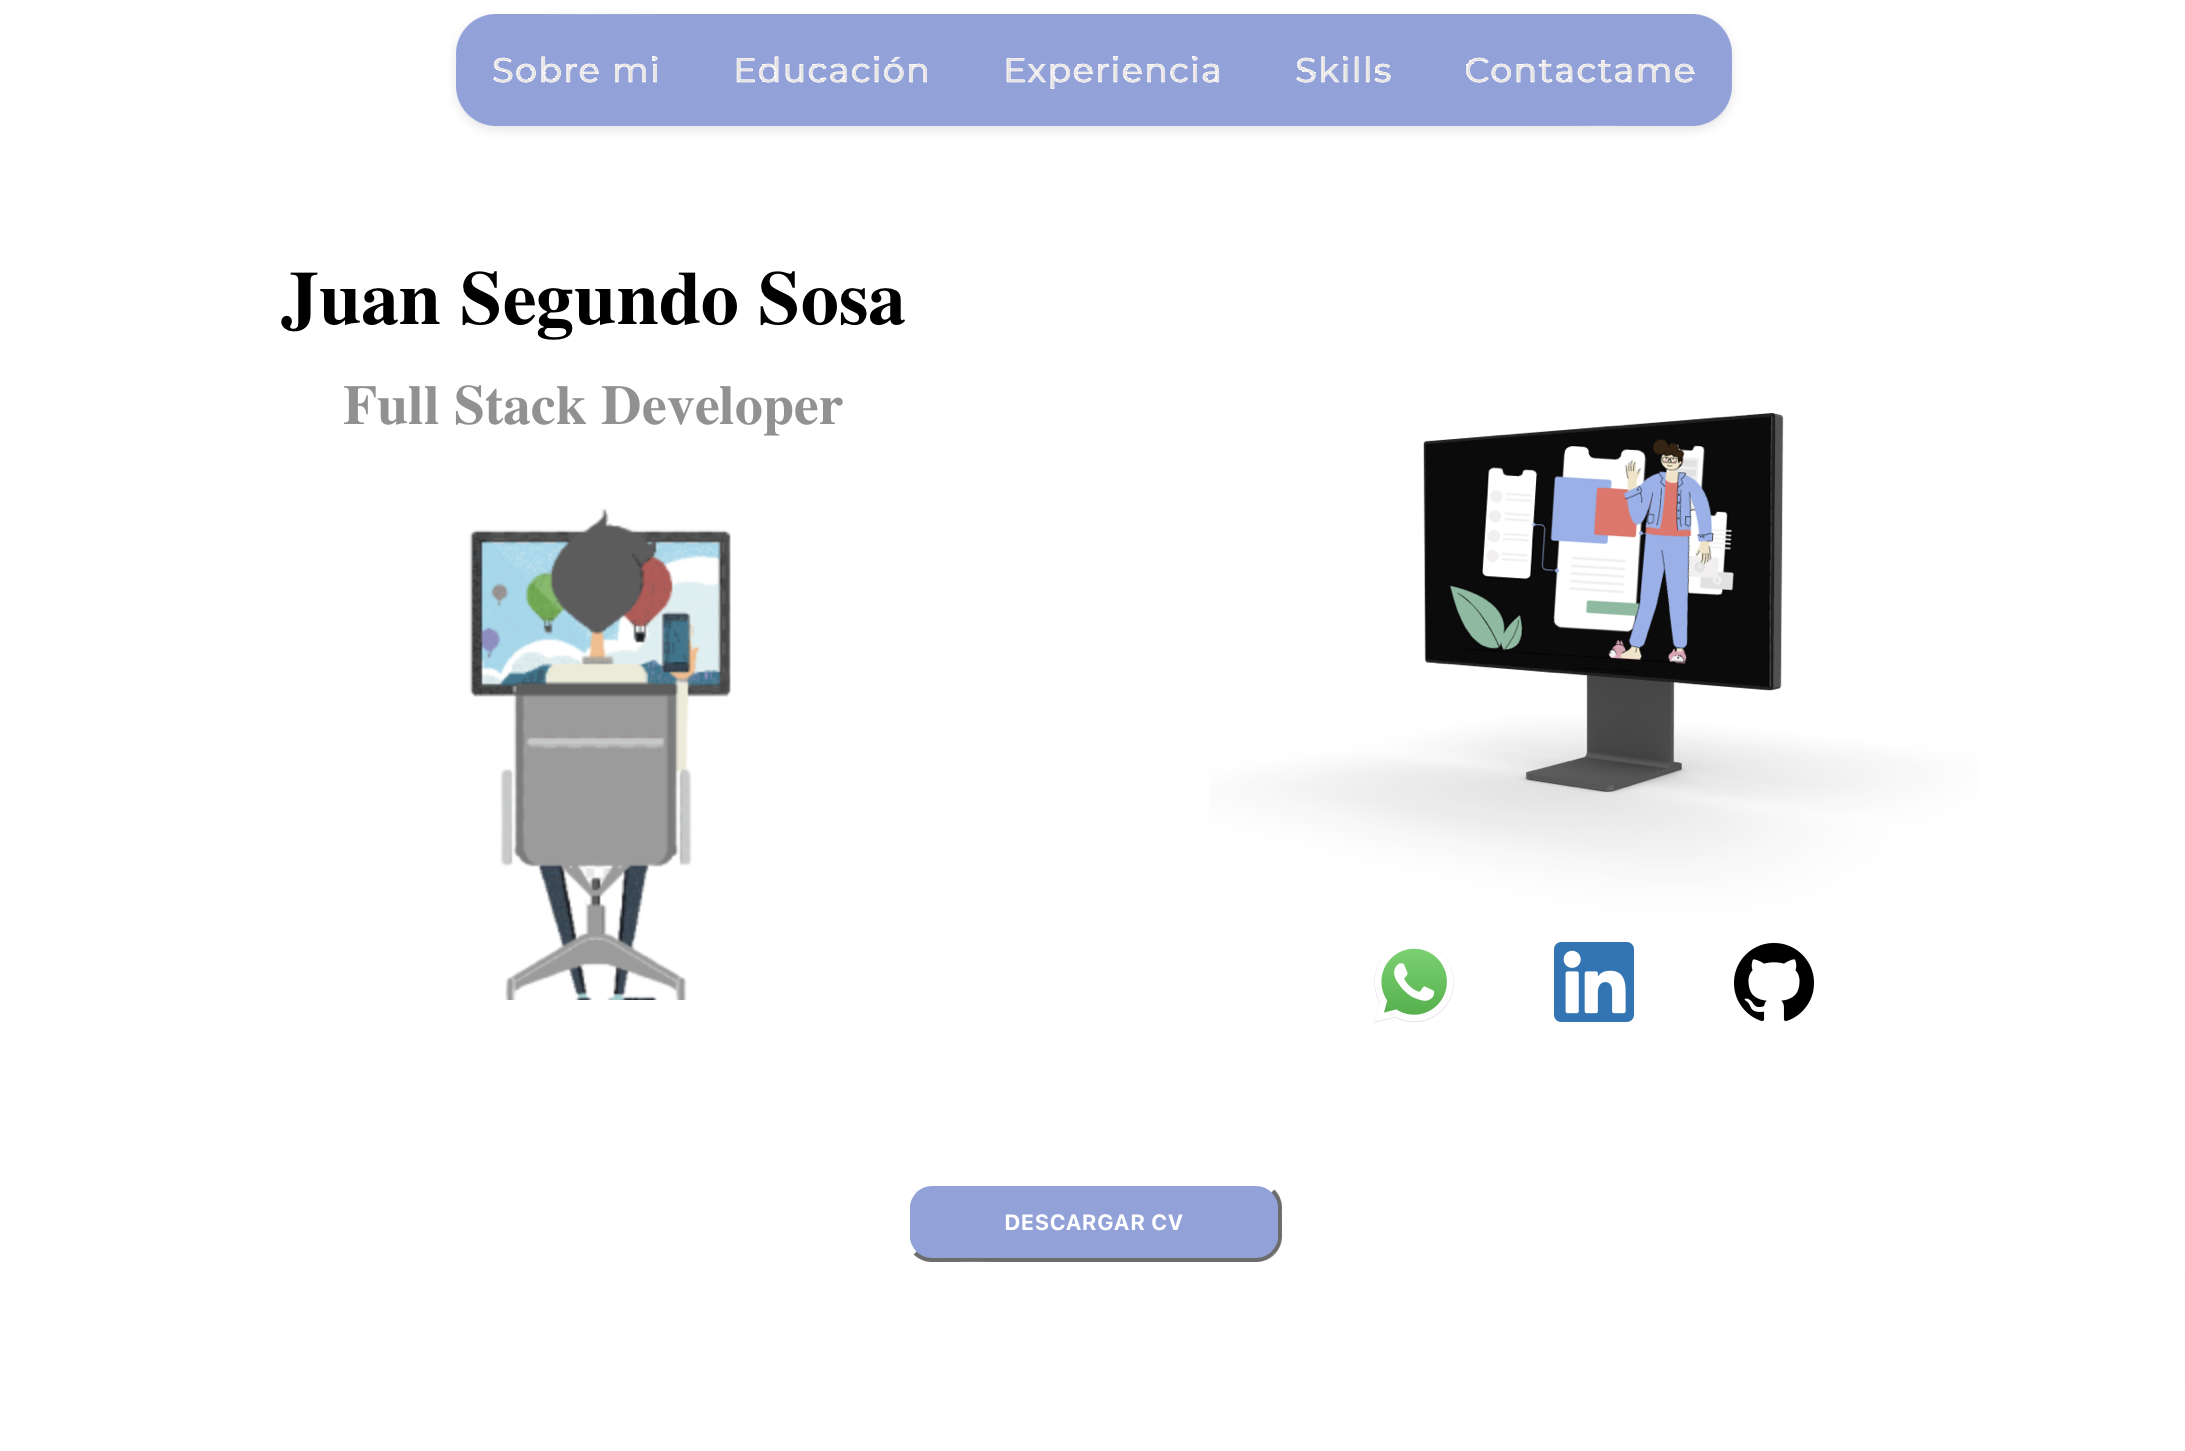 Sobre mi Educación Experiencia Skills Contactame
Juan Segundo Sosa
Full Stack Developer
in
DESCARGAR CV